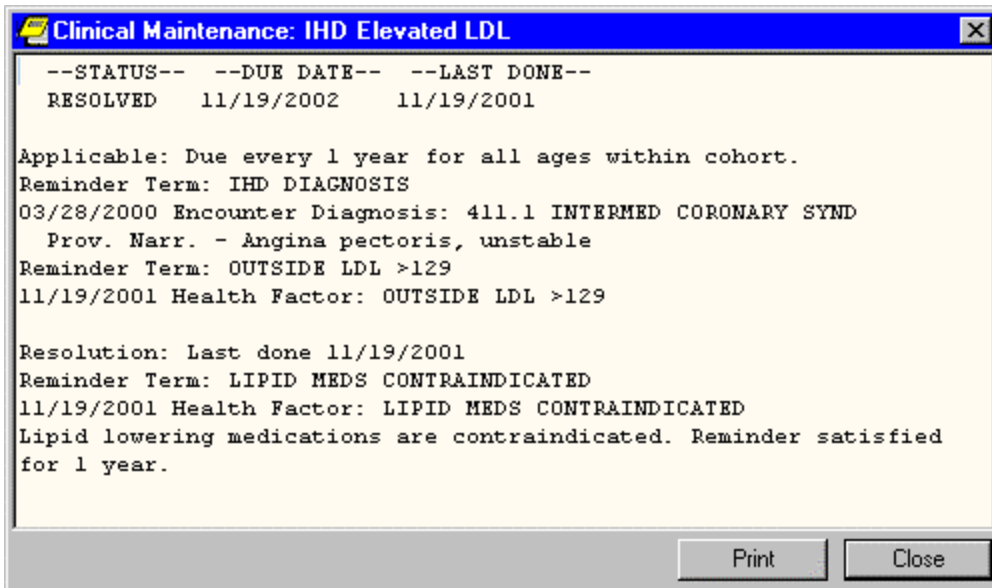 Clinical Maintenance: IHD Elevated LDL
--STATUS-- --DUE DATE-- --LAST DONE--
RESOLVED 11/19/2002 11/19/2001
Applicable: Due every 1 year for all ages within cohort.
Reminder Term: IHD DIAGNOSIS
03/28/2000 Encounter Diagnosis: 411.1 INTERMED CORONARY SYND
Prov. Narr. - Angina pectoris, unstable
Reminder Term: OUTSIDE LDL >129
11/19/2001 Health Factor: OUTSIDE LDL >129
Resolution: Last done 11/19/2001
Reminder Term: LIPID MEDS CONTRAINDICATED
11/19/2001 Health Factor: LIPID MEDS CONTRAINDICATED
Lipid lowering medications are contraindicated. Reminder satisfied
for 1 year.
Print Close